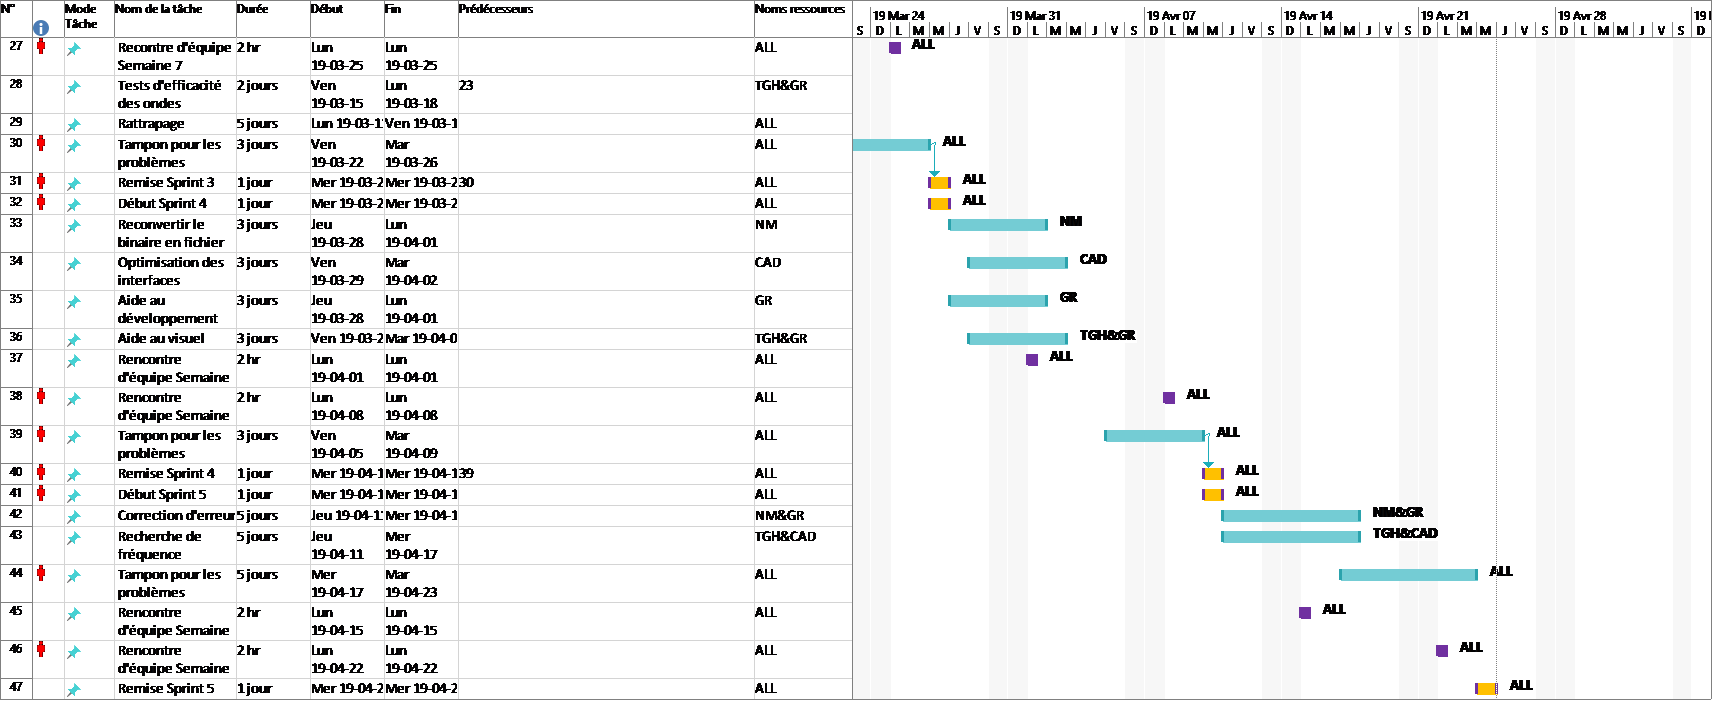 N° Mode Tâche Nom de la tâche Durée Début Fin Prédécesseurs Noms ressources
19 Mar 24 19 Mar 31 19 Avr 07 19 Avr 14 19 Avr 21 19 Avr 28
S D L M M J V S D L M M J V S D L M M J V S D L M M J V S D L M M J V S D L M M J V S D
27 Recontre d'équipe Semaine 7 2 hr Lun 19-03-25 Lun 19-03-25 ALL ALL
28 Tests d'efficacité des ondes 2 jours Ven 19-03-15 Lun 19-03-18 23 TGH&GR
29 Rattrapage 5 jours Lun 19-03-1 Ven 19-03-1 ALL
30 Tampon pour les problèmes 3 jours Ven 19-03-22 Mar 19-03-26 ALL ALL
31 Remise Sprint 3 1 jour Mer 19-03-2 Mer 19-03-2 30 ALL ALL
32 Début Sprint 4 1 jour Mer 19-03-2 Mer 19-03-2 ALL ALL
33 Reconvertir le binaire en fichier 3 jours Jeu 19-03-28 Lun 19-04-01 NM NM
34 Optimisation des interfaces 3 jours Ven 19-03-29 Mar 19-04-02 CAD CAD
35 Aide au développement 3 jours Jeu 19-03-28 Lun 19-04-01 GR GR
36 Aide au visuel 3 jours Ven 19-03-2 Mar 19-04-0 TGH&GR TGH&GR
37 Rencontre d'équipe Semaine 2 hr Lun 19-04-01 Lun 19-04-01 ALL ALL
38 Rencontre d'équipe Semaine 2 hr Lun 19-04-08 Lun 19-04-08 ALL ALL
39 Tampon pour les problèmes 3 jours Ven 19-04-05 Mar 19-04-09 ALL ALL
40 Remise Sprint 4 1 jour Mer 19-04-1 Mer 19-04-1 39 ALL ALL
41 Début Sprint 5 1 jour Mer 19-04-1 Mer 19-04-1 ALL ALL
42 Correction d'erreur 5 jours Jeu 19-04-1 Mer 19-04-1 NM&GR NM&GR
43 Recherche de fréquence 5 jours Jeu 19-04-11 Mer 19-04-17 TGH&CAD TGH&CAD
44 Tampon pour les problèmes 5 jours Mer 19-04-17 Mar 19-04-23 ALL ALL
45 Rencontre d'équipe Semaine 2 hr Lun 19-04-15 Lun 19-04-15 ALL ALL
46 Rencontre d'équipe Semaine 2 hr Lun 19-04-22 Lun 19-04-22 ALL ALL
47 Remise Sprint 5 1 jour Mer 19-04-2 Mer 19-04-2 ALL ALL